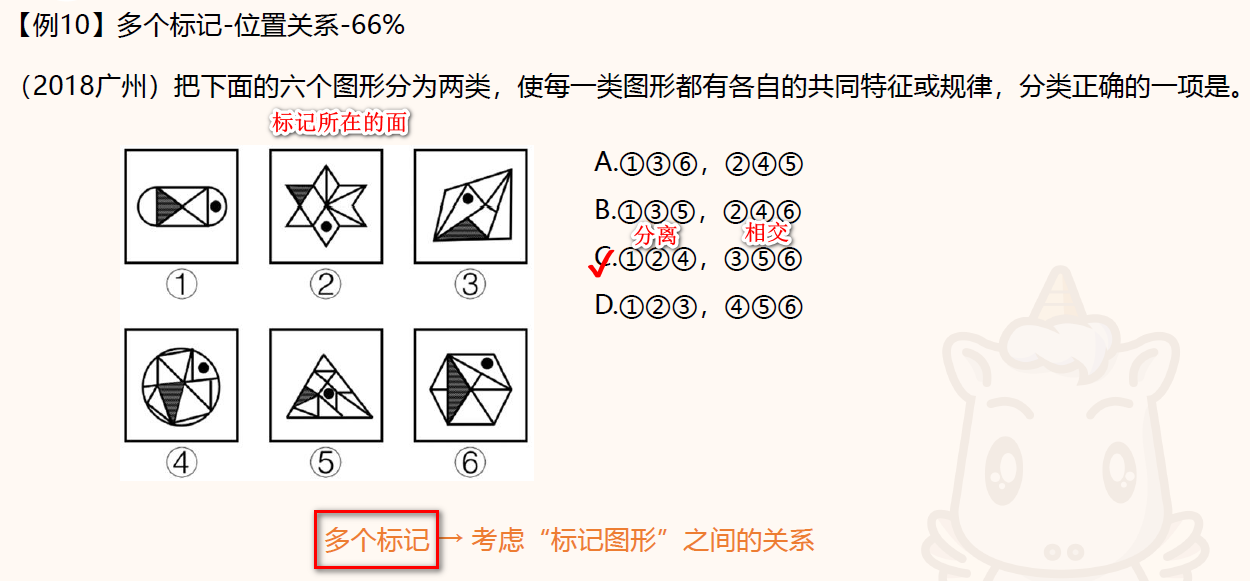 【例10】多个标记-位置关系-66%
（2018广州）把下面的六个图形分为两类，使每一类图形都有各自的共同特征或规律，分类正确的一项是。
标记所在的面
① ② ③
④ ⑤ ⑥
A.①③⑥，②④⑤
B.①③⑤，②④⑥
分离 相交
C.①②④，③⑤⑥
D.①②③，④⑤⑥
多个标记→ 考虑“标记图形”之间的关系